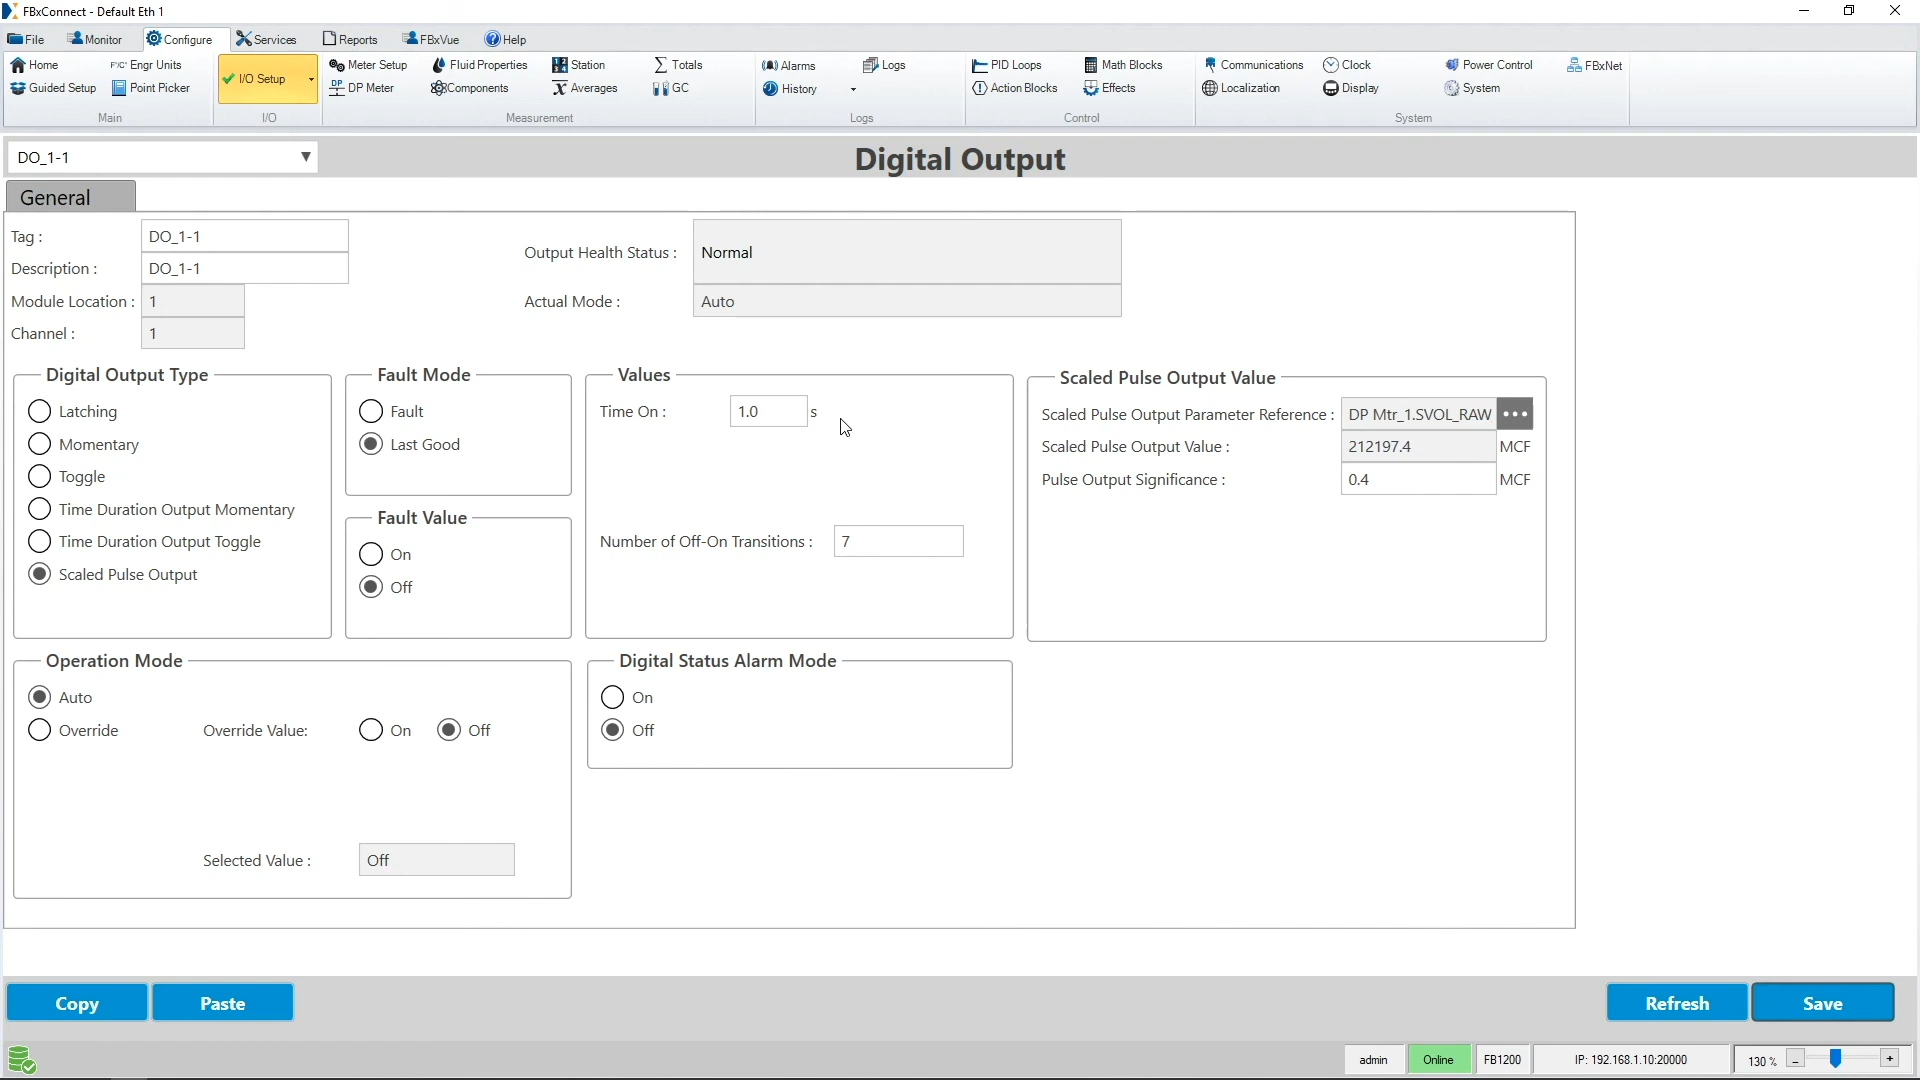 FBxConnect - Default Eth 1
File Monitor Configure Services Reports FBxVue Help
Home Engr Units I/O Setup Meter Setup Fluid Properties Station Totals Alarms Logs PID Loops Math Blocks Communications Clock Power Control FBxNet
Guided Setup Point Picker DP Meter Components Averages GC History Action Blocks Effects Localization Display System
Main I/O Measurement Logs Control System
DO_1-1
Digital Output
General
Tag : DO_1-1
Description : DO_1-1
Module Location : 1
Channel : 1
Output Health Status : Normal
Actual Mode : Auto
Digital Output Type
Latching
Momentary
Toggle
Time Duration Output Momentary
Time Duration Output Toggle
Scaled Pulse Output
Fault Mode
Fault
Last Good
Fault Value
On
Off
Values
Time On : 1.0 s
Number of Off-On Transitions : 7
Scaled Pulse Output Value
Scaled Pulse Output Parameter Reference : DP Mtr_1.SVOL_RAW
Scaled Pulse Output Value : 212197.4 MCF
Pulse Output Significance : 0.4 MCF
Operation Mode
Auto
Override Override Value: On Off
Selected Value : Off
Digital Status Alarm Mode
On
Off
Copy Paste Refresh Save
admin Online FB1200 IP: 192.168.1.10:20000 130 % - +